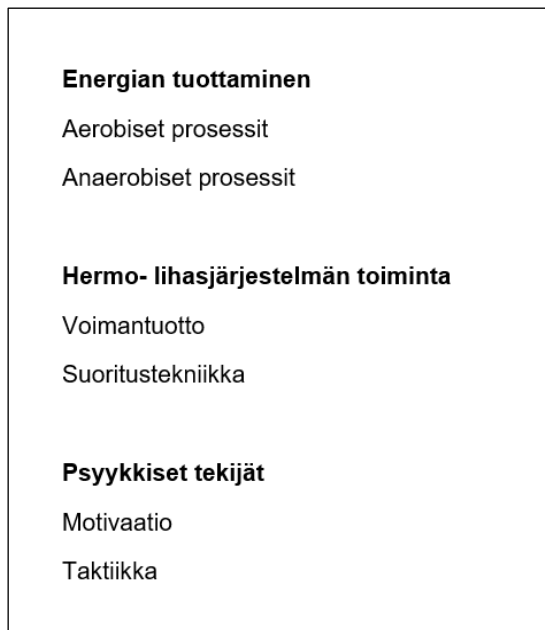 Energian tuottaminen
Aerobiset prosessit
Anaerobiset prosessit
Hermo- lihasjärjestelmän toiminta
Voimantuotto
Suoritustekniikka
Psyykkiset tekijät
Motivaatio
Taktiikka